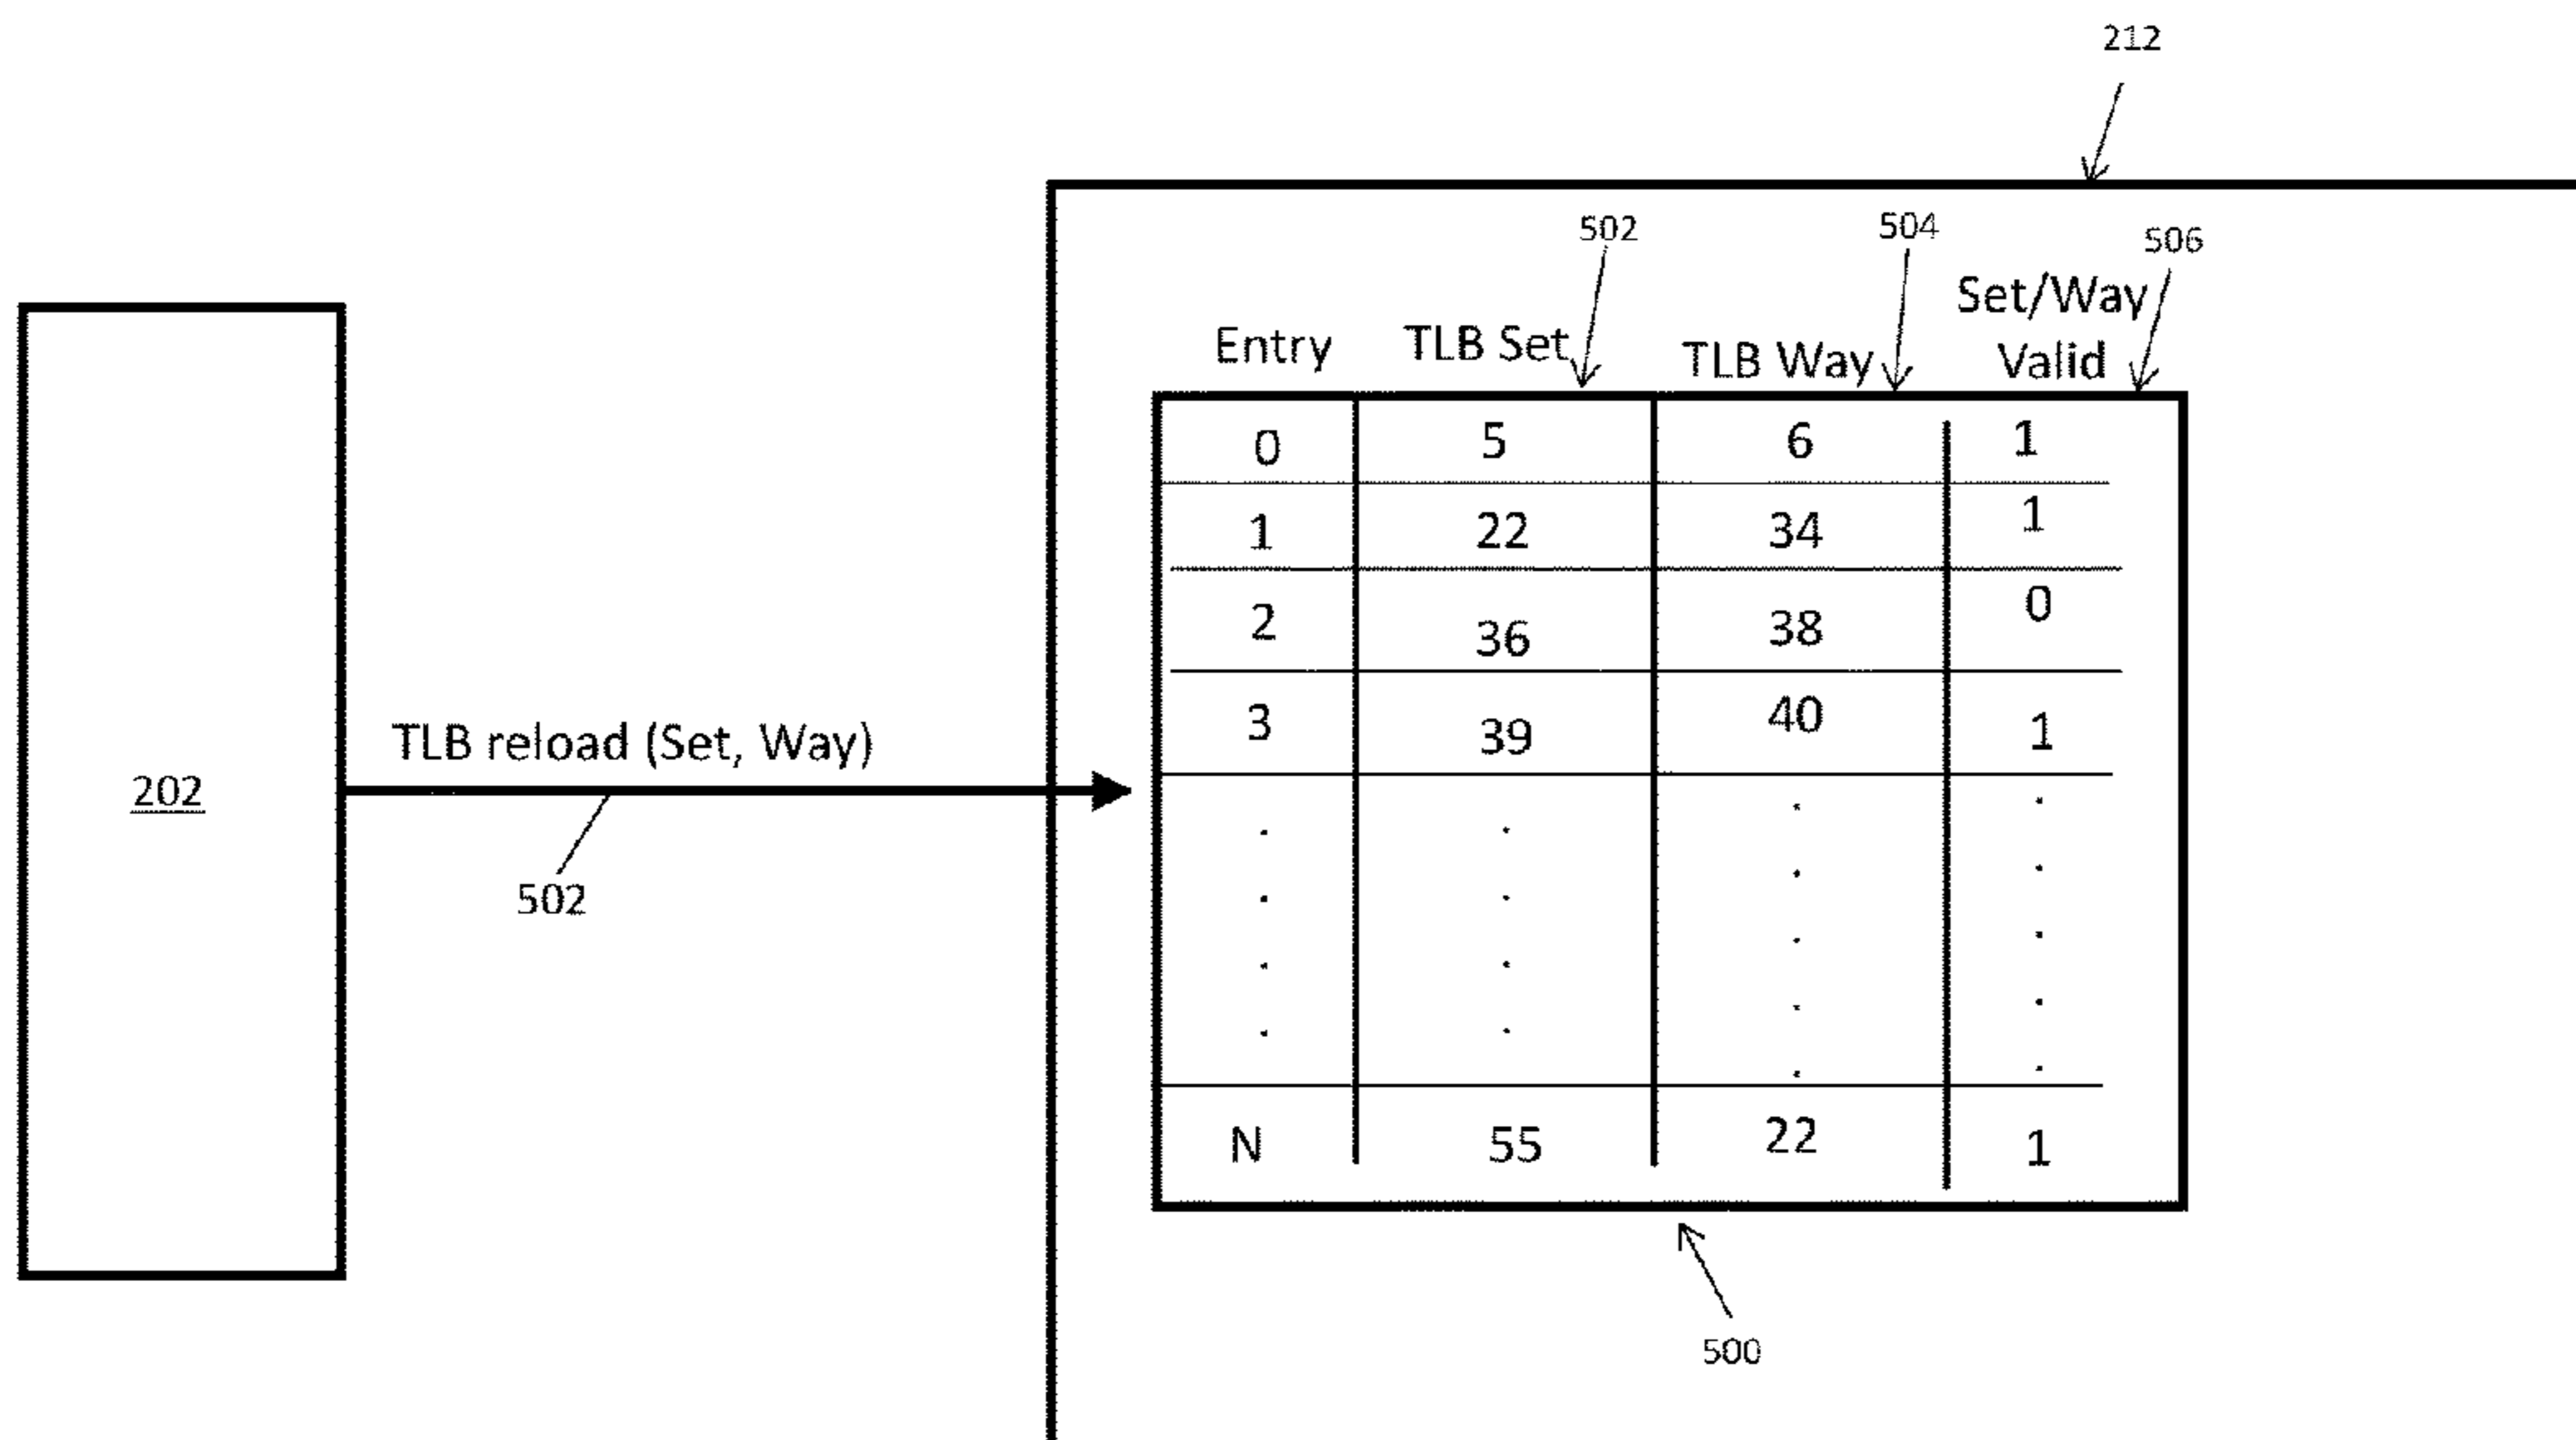 212
502 504 506
Set/Way
Entry TLB Set TLB Way Valid
0 5 6 1
1 22 34 1
2 36 38 0
3 39 40 1
. . . .
. . . .
. . . .
. . . .
. .
N 55 22 1
500
202
TLB reload (Set, Way)
502